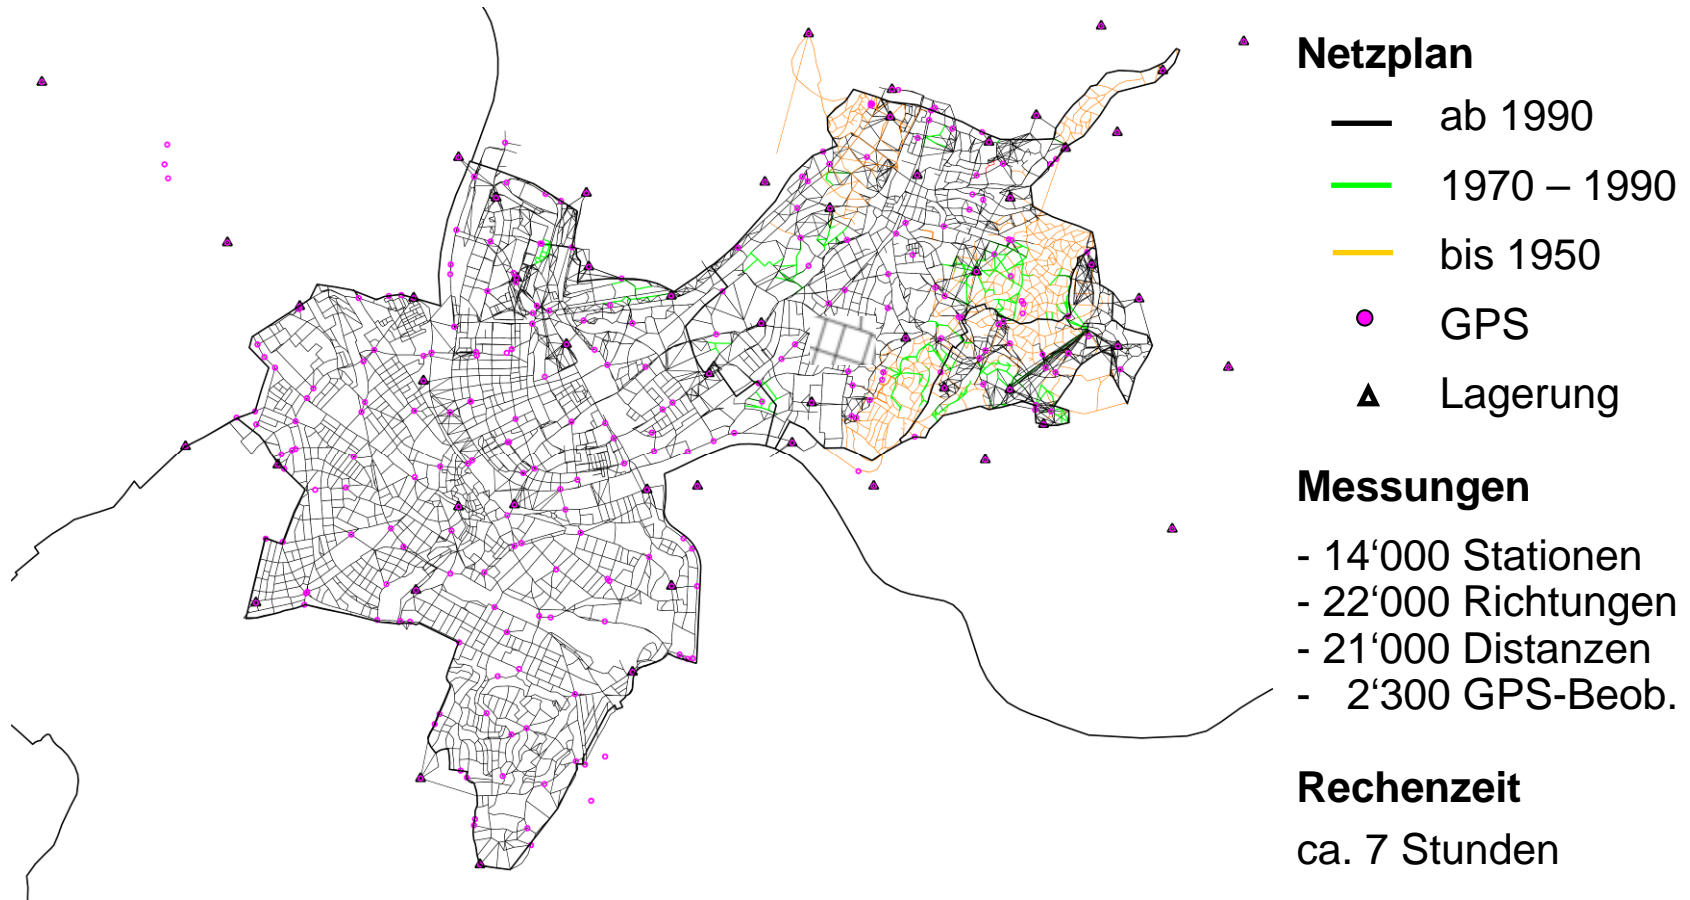 Netzplan
ab 1990
1970 – 1990
bis 1950
GPS
Lagerung
Messungen
- 14‘000 Stationen
- 22‘000 Richtungen
- 21‘000 Distanzen
- 2‘300 GPS-Beob.
Rechenzeit
ca. 7 Stunden